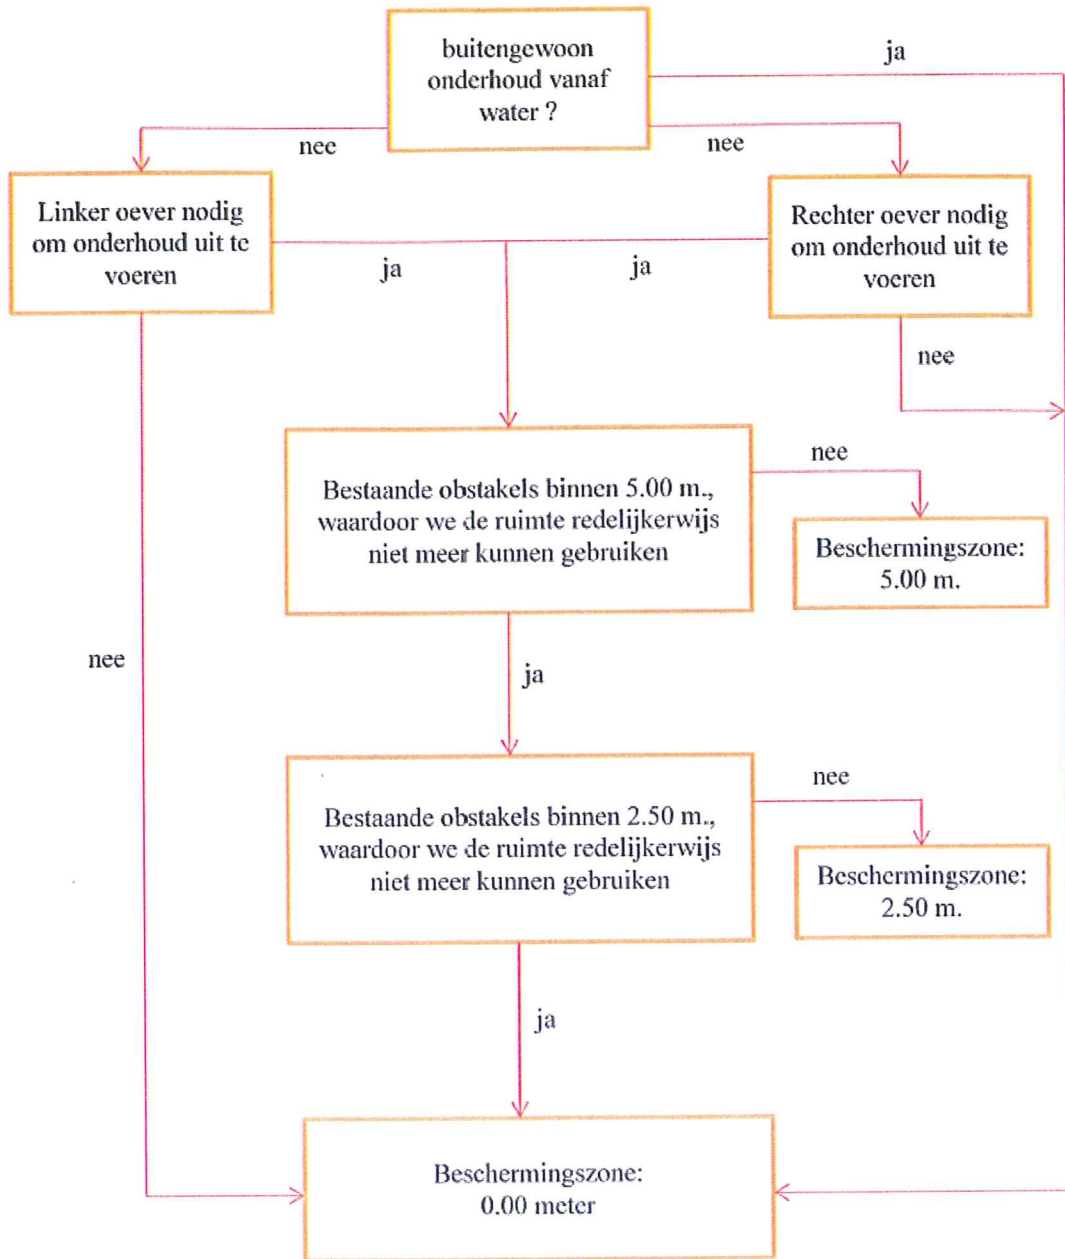 buitengewoon
onderhoud vanaf
water ?
ja
nee
nee
Linker oever nodig
om onderhoud uit te
voeren
Rechter oever nodig
om onderhoud uit te
voeren
ja
ja
nee
Bestaande obstakels binnen 5.00 m.,
waardoor we de ruimte redelijkerwijs
niet meer kunnen gebruiken
nee
Beschermingszone:
5.00 m.
nee
ja
Bestaande obstakels binnen 2.50 m.,
waardoor we de ruimte redelijkerwijs
niet meer kunnen gebruiken
nee
Beschermingszone:
2.50 m.
ja
Beschermingszone:
0.00 meter